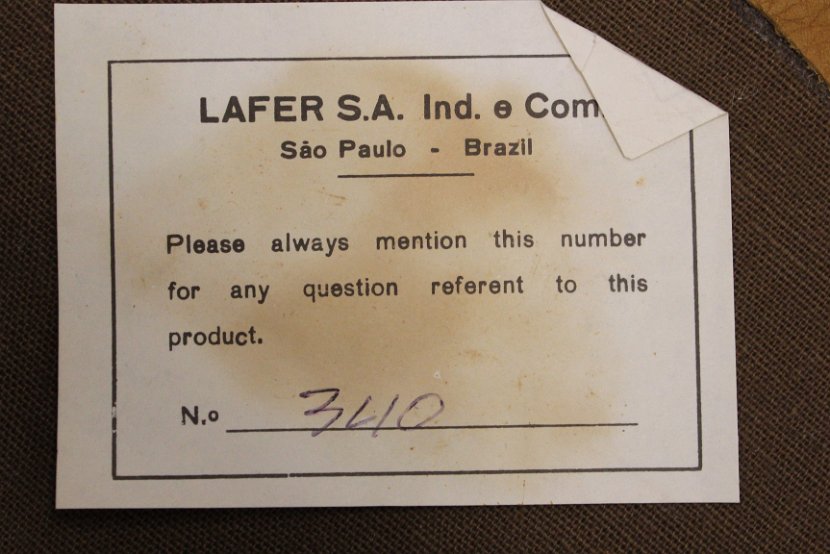 LAFER S.A. Ind. e Com.
São Paulo - Brazil
Please always mention this number
for any question referent to this
product.
N.o 340